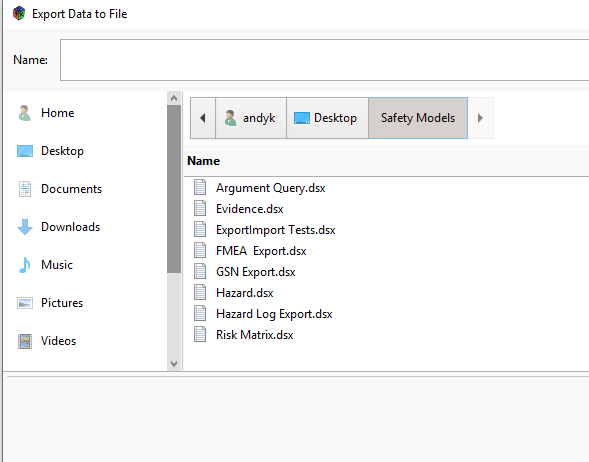 Export Data to File
Name:
Home
Desktop
Documents
Downloads
Music
Pictures
Videos
andyk Desktop Safety Models
Name
Argument Query.dsx
Evidence.dsx
ExportImport Tests.dsx
FMEA  Export.dsx
GSN Export.dsx
Hazard.dsx
Hazard Log Export.dsx
Risk Matrix.dsx